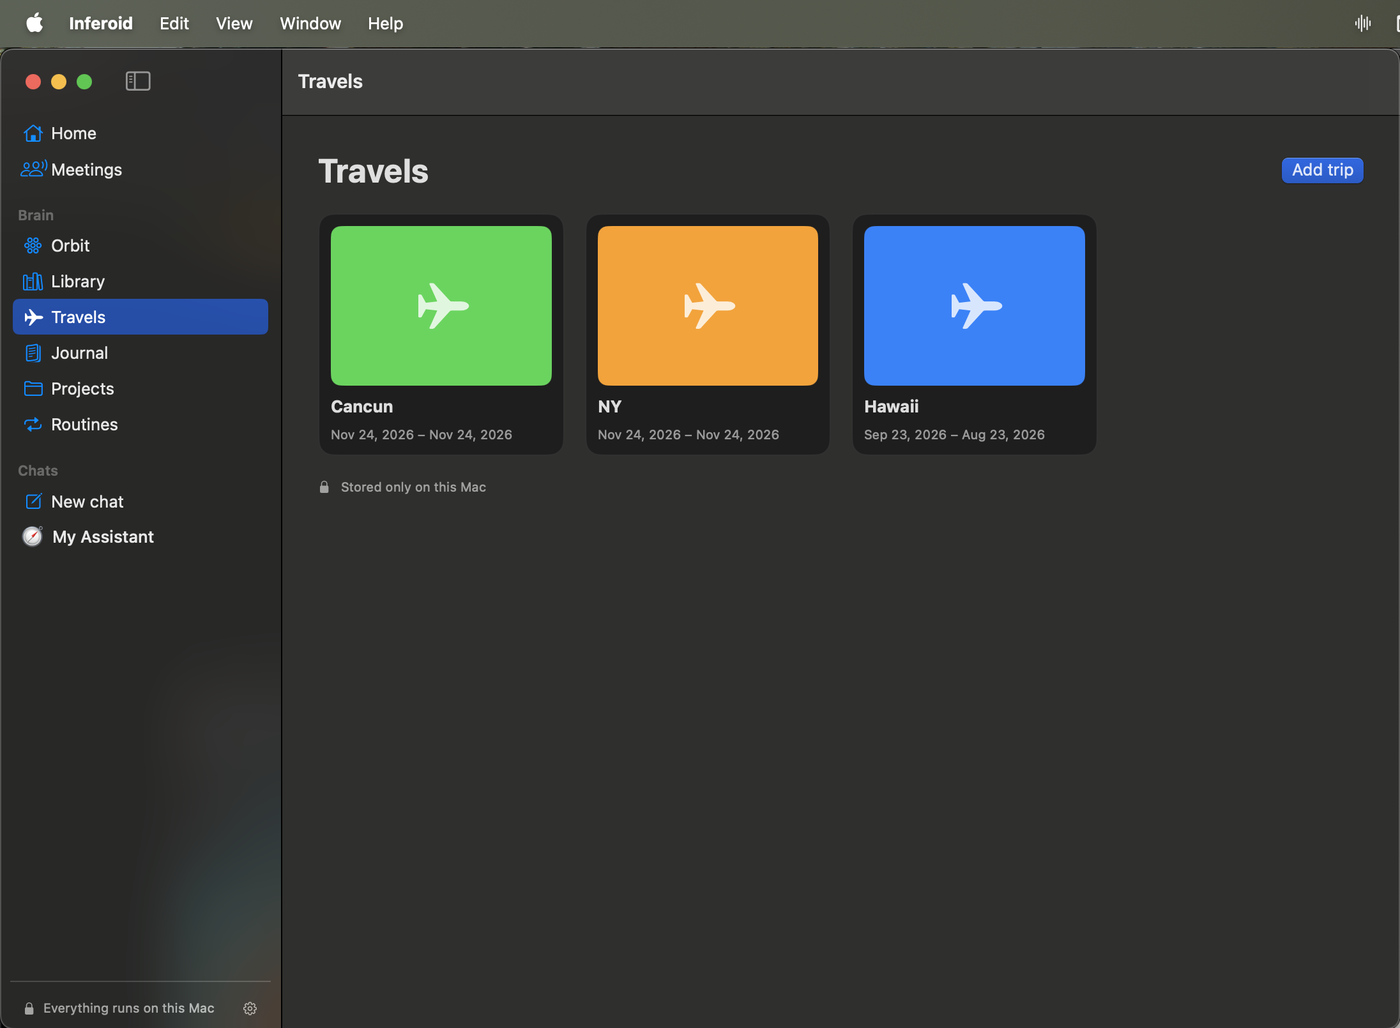 Inferoid Edit View Window Help
Travels
Home
Meetings
Brain
Orbit
Library
Travels
Journal
Projects
Routines
Chats
New chat
My Assistant
Everything runs on this Mac
Travels
Add trip
Cancun
Nov 24, 2026 – Nov 24, 2026
NY
Nov 24, 2026 – Nov 24, 2026
Hawaii
Sep 23, 2026 – Aug 23, 2026
Stored only on this Mac